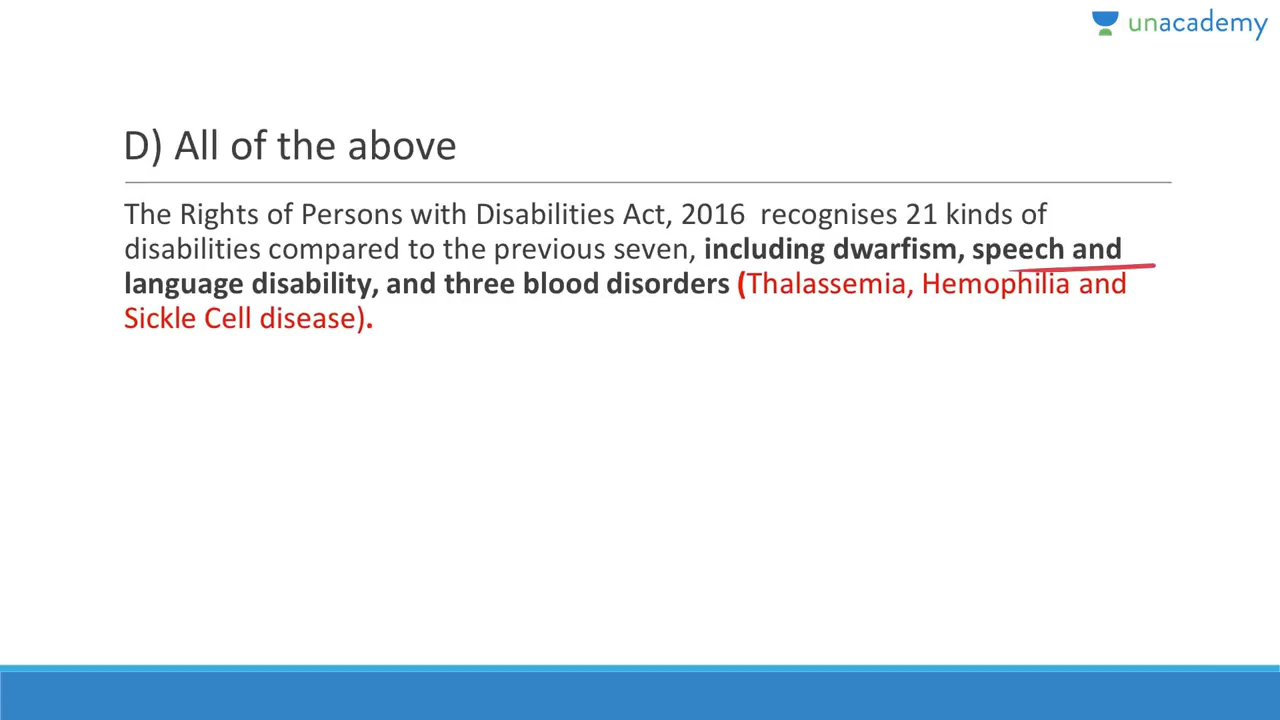 unacademy
D) All of the above
The Rights of Persons with Disabilities Act, 2016  recognises 21 kinds of
disabilities compared to the previous seven, including dwarfism, speech and
language disability, and three blood disorders (Thalassemia, Hemophilia and
Sickle Cell disease).